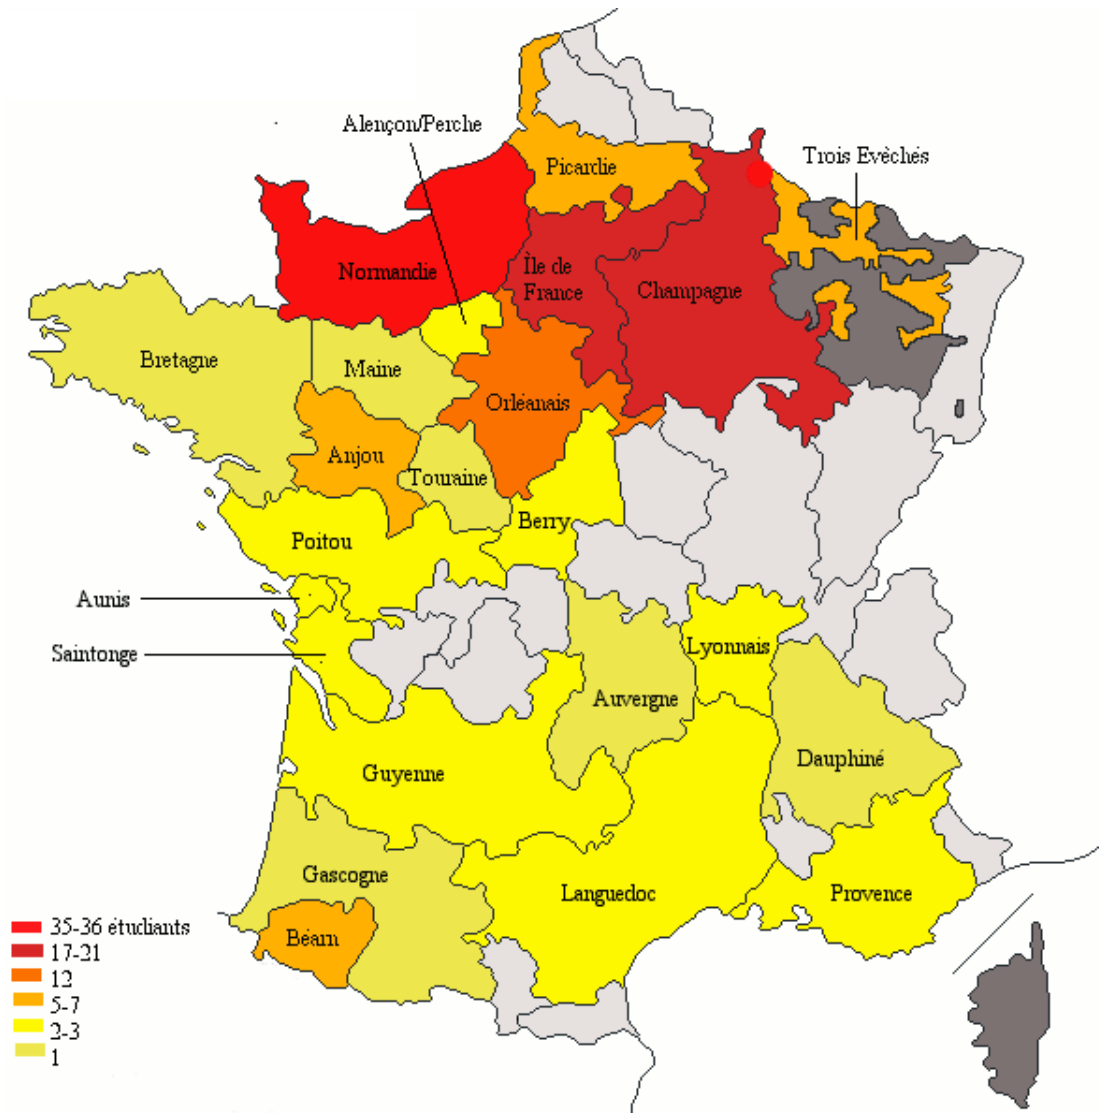 Alençon/Perche
Trois Evèchés
Picardie
Normandie
Île de
France
Champagne
Bretagne
Maine
Orléanais
Anjou
Touraine
Berry
Poitou
Aunis
Saintonge
Lyonnais
Auvergne
Dauphiné
Guyenne
Gascogne
Languedoc
Provence
Béarn
35-36 étudiants
17-21
12
5-7
2-3
1